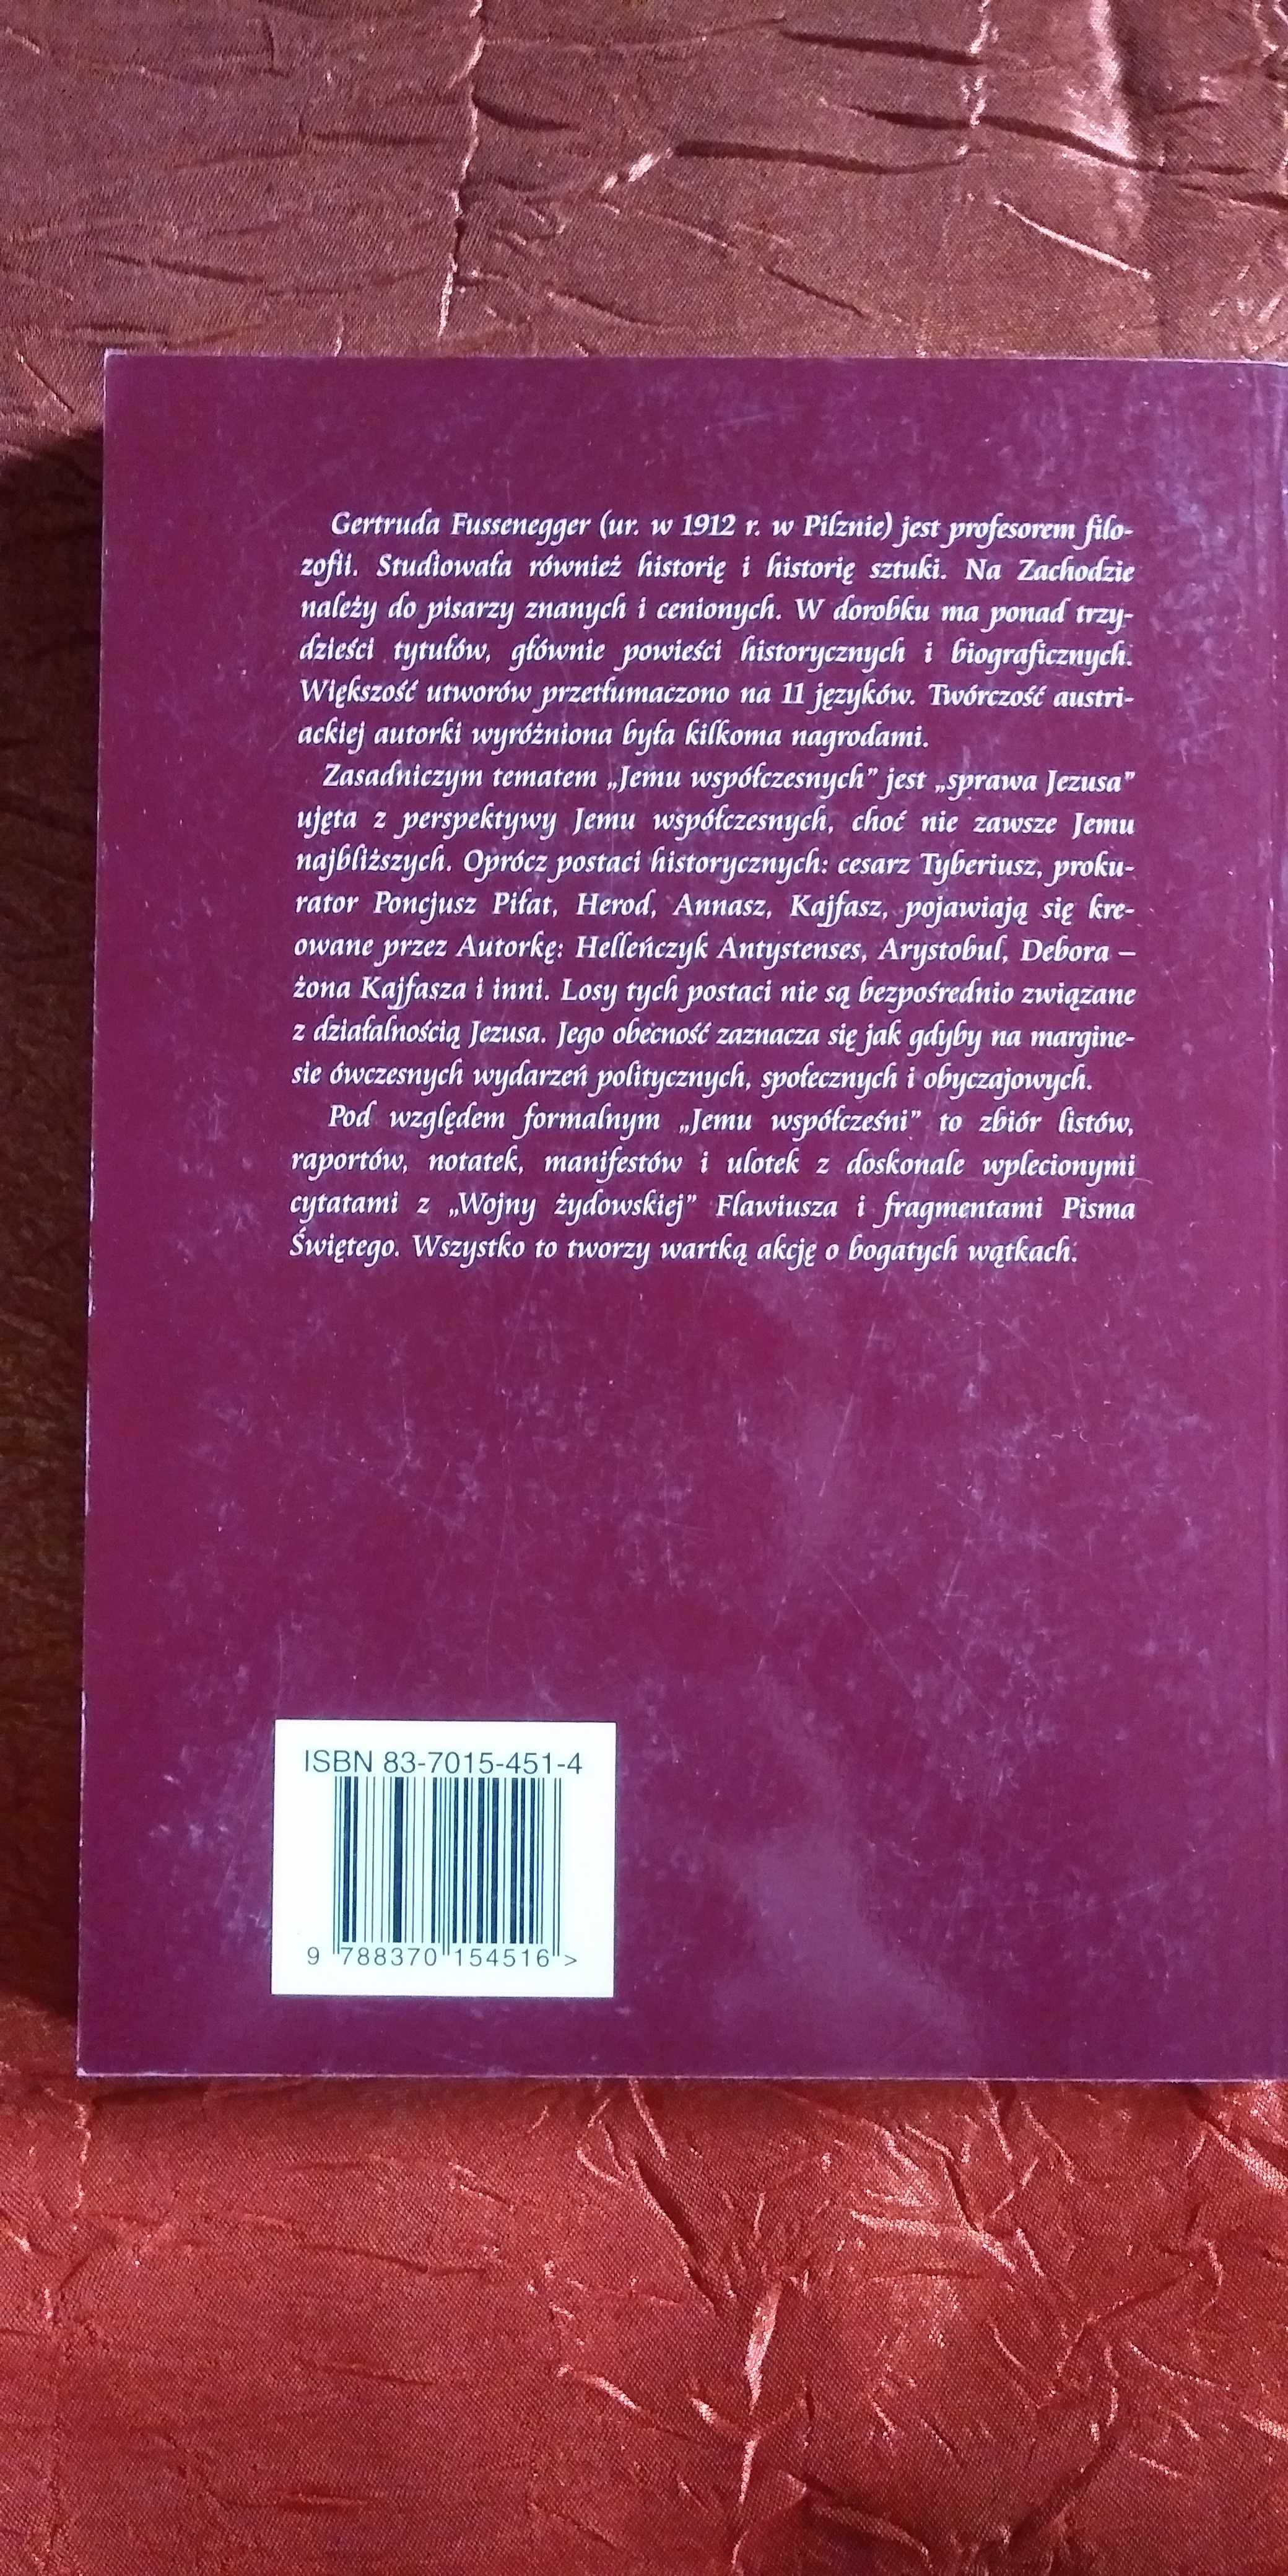 Gertruda Fussenegger (ur. w 1912 r. w Pilznie) jest profesorem filo-
zofii. Studiowała również historię i historię sztuki. Na Zachodzie
należy do pisarzy znanych i cenionych. W dorobku ma ponad trzy-
dzieści tytułów, głównie powieści historycznych i biograficznych.
Większość utworów przetłumaczono na 11 języków. Twórczość austri-
ackiej autorki wyróżniona była kilkoma nagrodami.
Zasadniczym tematem „Jemu współczesnych” jest „sprawa Jezusa”
ujęta z perspektywy Jemu współczesnych, choć nie zawsze Jemu
najbliższych. Oprócz postaci historycznych: cesarz Tyberiusz, proku-
rator Poncjusz Piłat, Herod, Annasz, Kajfasz, pojawiają się kre-
owane przez Autorkę: Helleńczyk Antystenses, Arystobul, Debora –
żona Kajfasza i inni. Losy tych postaci nie są bezpośrednio związane
z działalnością Jezusa. Jego obecność zaznacza się jak gdyby na margine-
sie ówczesnych wydarzeń politycznych, społecznych i obyczajowych.
Pod względem formalnym „Jemu współcześni” to zbiór listów,
raportów, notatek, manifestów i ulotek z doskonale wplecionymi
cytatami z „Wojny żydowskiej” Flawiusza i fragmentami Pisma
Świętego. Wszystko to tworzy wartką akcję o bogatych wątkach.
ISBN 83-7015-451-4
9 788370 154516 >